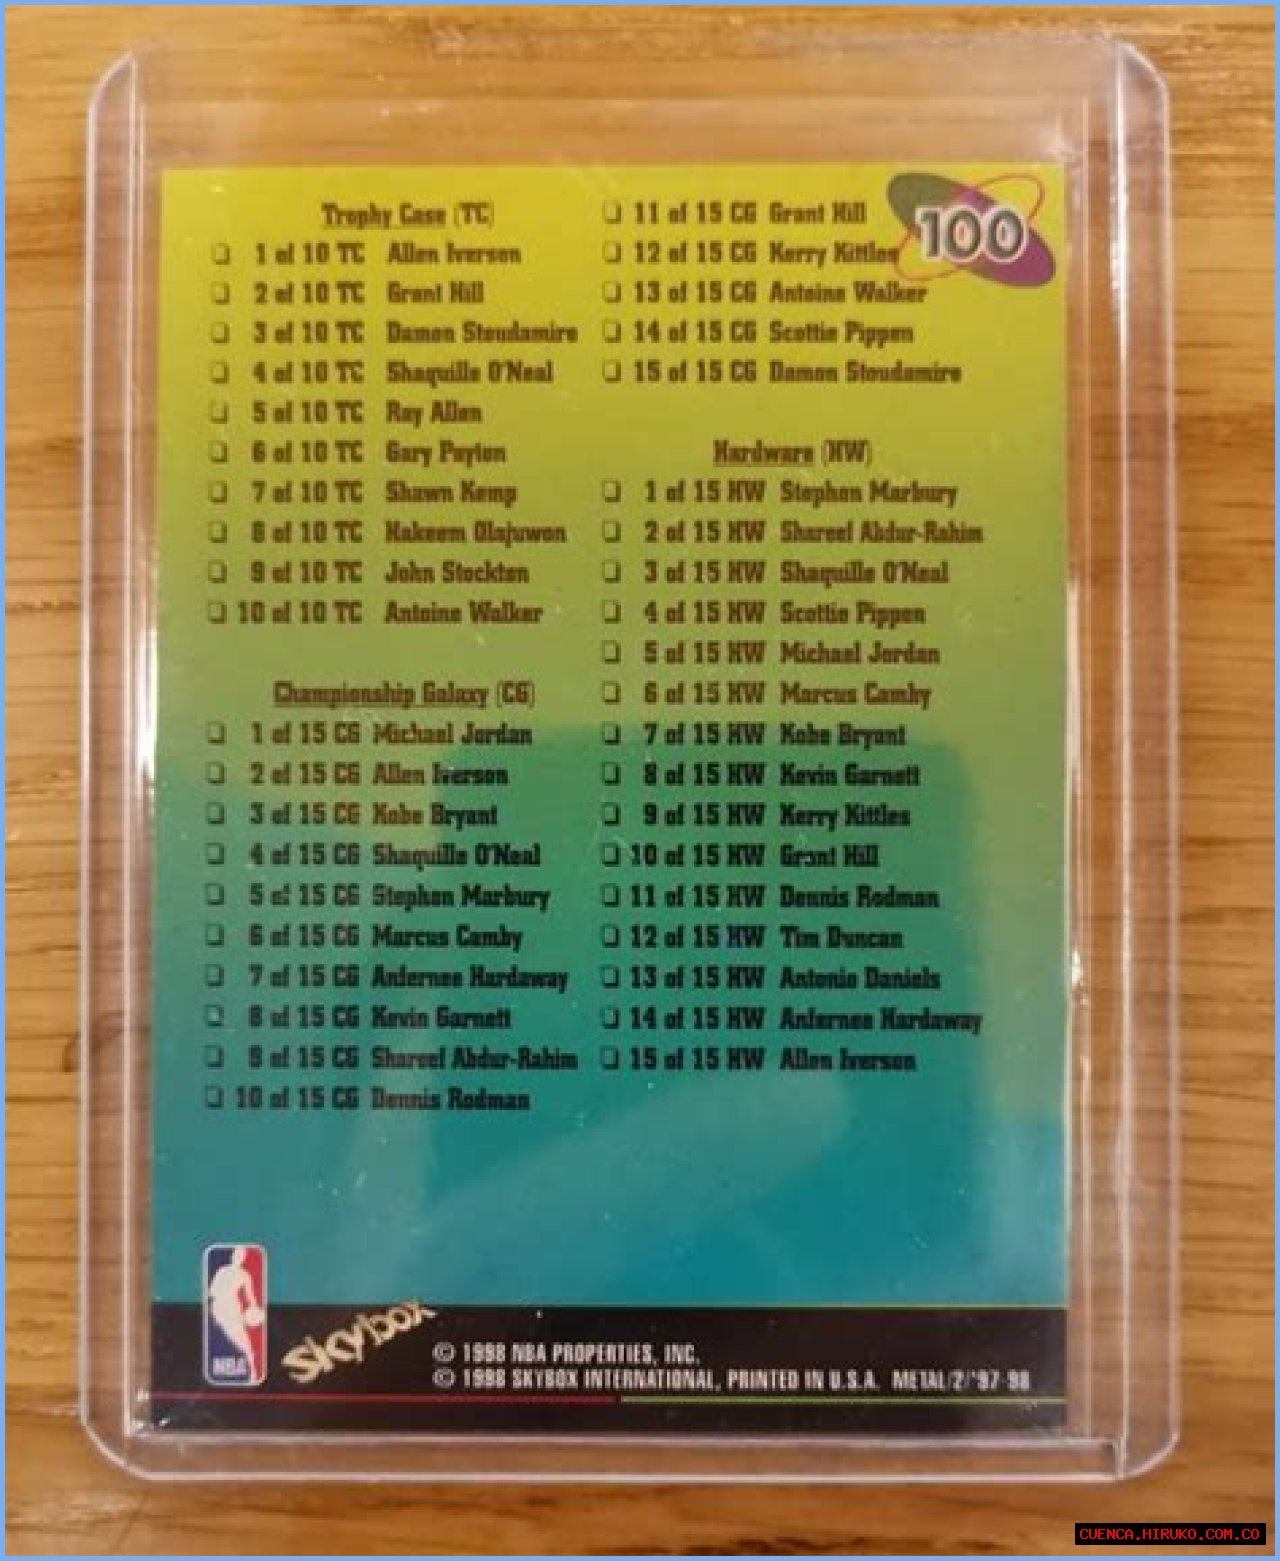 100
Trophy Case (TC)
1 of 10 TC Allen Iverson
2 of 10 TC Grant Hill
3 of 10 TC Damon Stoudamire
4 of 10 TC Shaquille O'Neal
5 of 10 TC Ray Allen
6 of 10 TC Gary Payton
7 of 10 TC Shawn Kemp
8 of 10 TC Hakeem Olajuwon
9 of 10 TC John Stockton
10 of 10 TC Antoine Walker
Championship Galaxy (CG)
1 of 15 CG Michael Jordan
2 of 15 CG Allen Iverson
3 of 15 CG Kobe Bryant
4 of 15 CG Shaquille O'Neal
5 of 15 CG Stephon Marbury
6 of 15 CG Marcus Camby
7 of 15 CG Anfernee Hardaway
8 of 15 CG Kevin Garnett
9 of 15 CG Shareef Abdur-Rahim
10 of 15 CG Dennis Rodman
11 of 15 CG Grant Hill
12 of 15 CG Kerry Kittles
13 of 15 CG Antoine Walker
14 of 15 CG Scottie Pippen
15 of 15 CG Damon Stoudamire
Hardware (HW)
1 of 15 HW Stephon Marbury
2 of 15 HW Shareef Abdur-Rahim
3 of 15 HW Shaquille O'Neal
4 of 15 HW Scottie Pippen
5 of 15 HW Michael Jordan
6 of 15 HW Marcus Camby
7 of 15 HW Kobe Bryant
8 of 15 HW Kevin Garnett
9 of 15 HW Kerry Kittles
10 of 15 HW Grant Hill
11 of 15 HW Dennis Rodman
12 of 15 HW Tim Duncan
13 of 15 HW Antonio Daniels
14 of 15 HW Anfernee Hardaway
15 of 15 HW Allen Iverson
NBA
Skybox
© 1998 NBA PROPERTIES, INC.
© 1998 SKYBOX INTERNATIONAL, PRINTED IN U.S.A. METAL/2/'97-98
CUENCA.HIRUKO.COM.CO